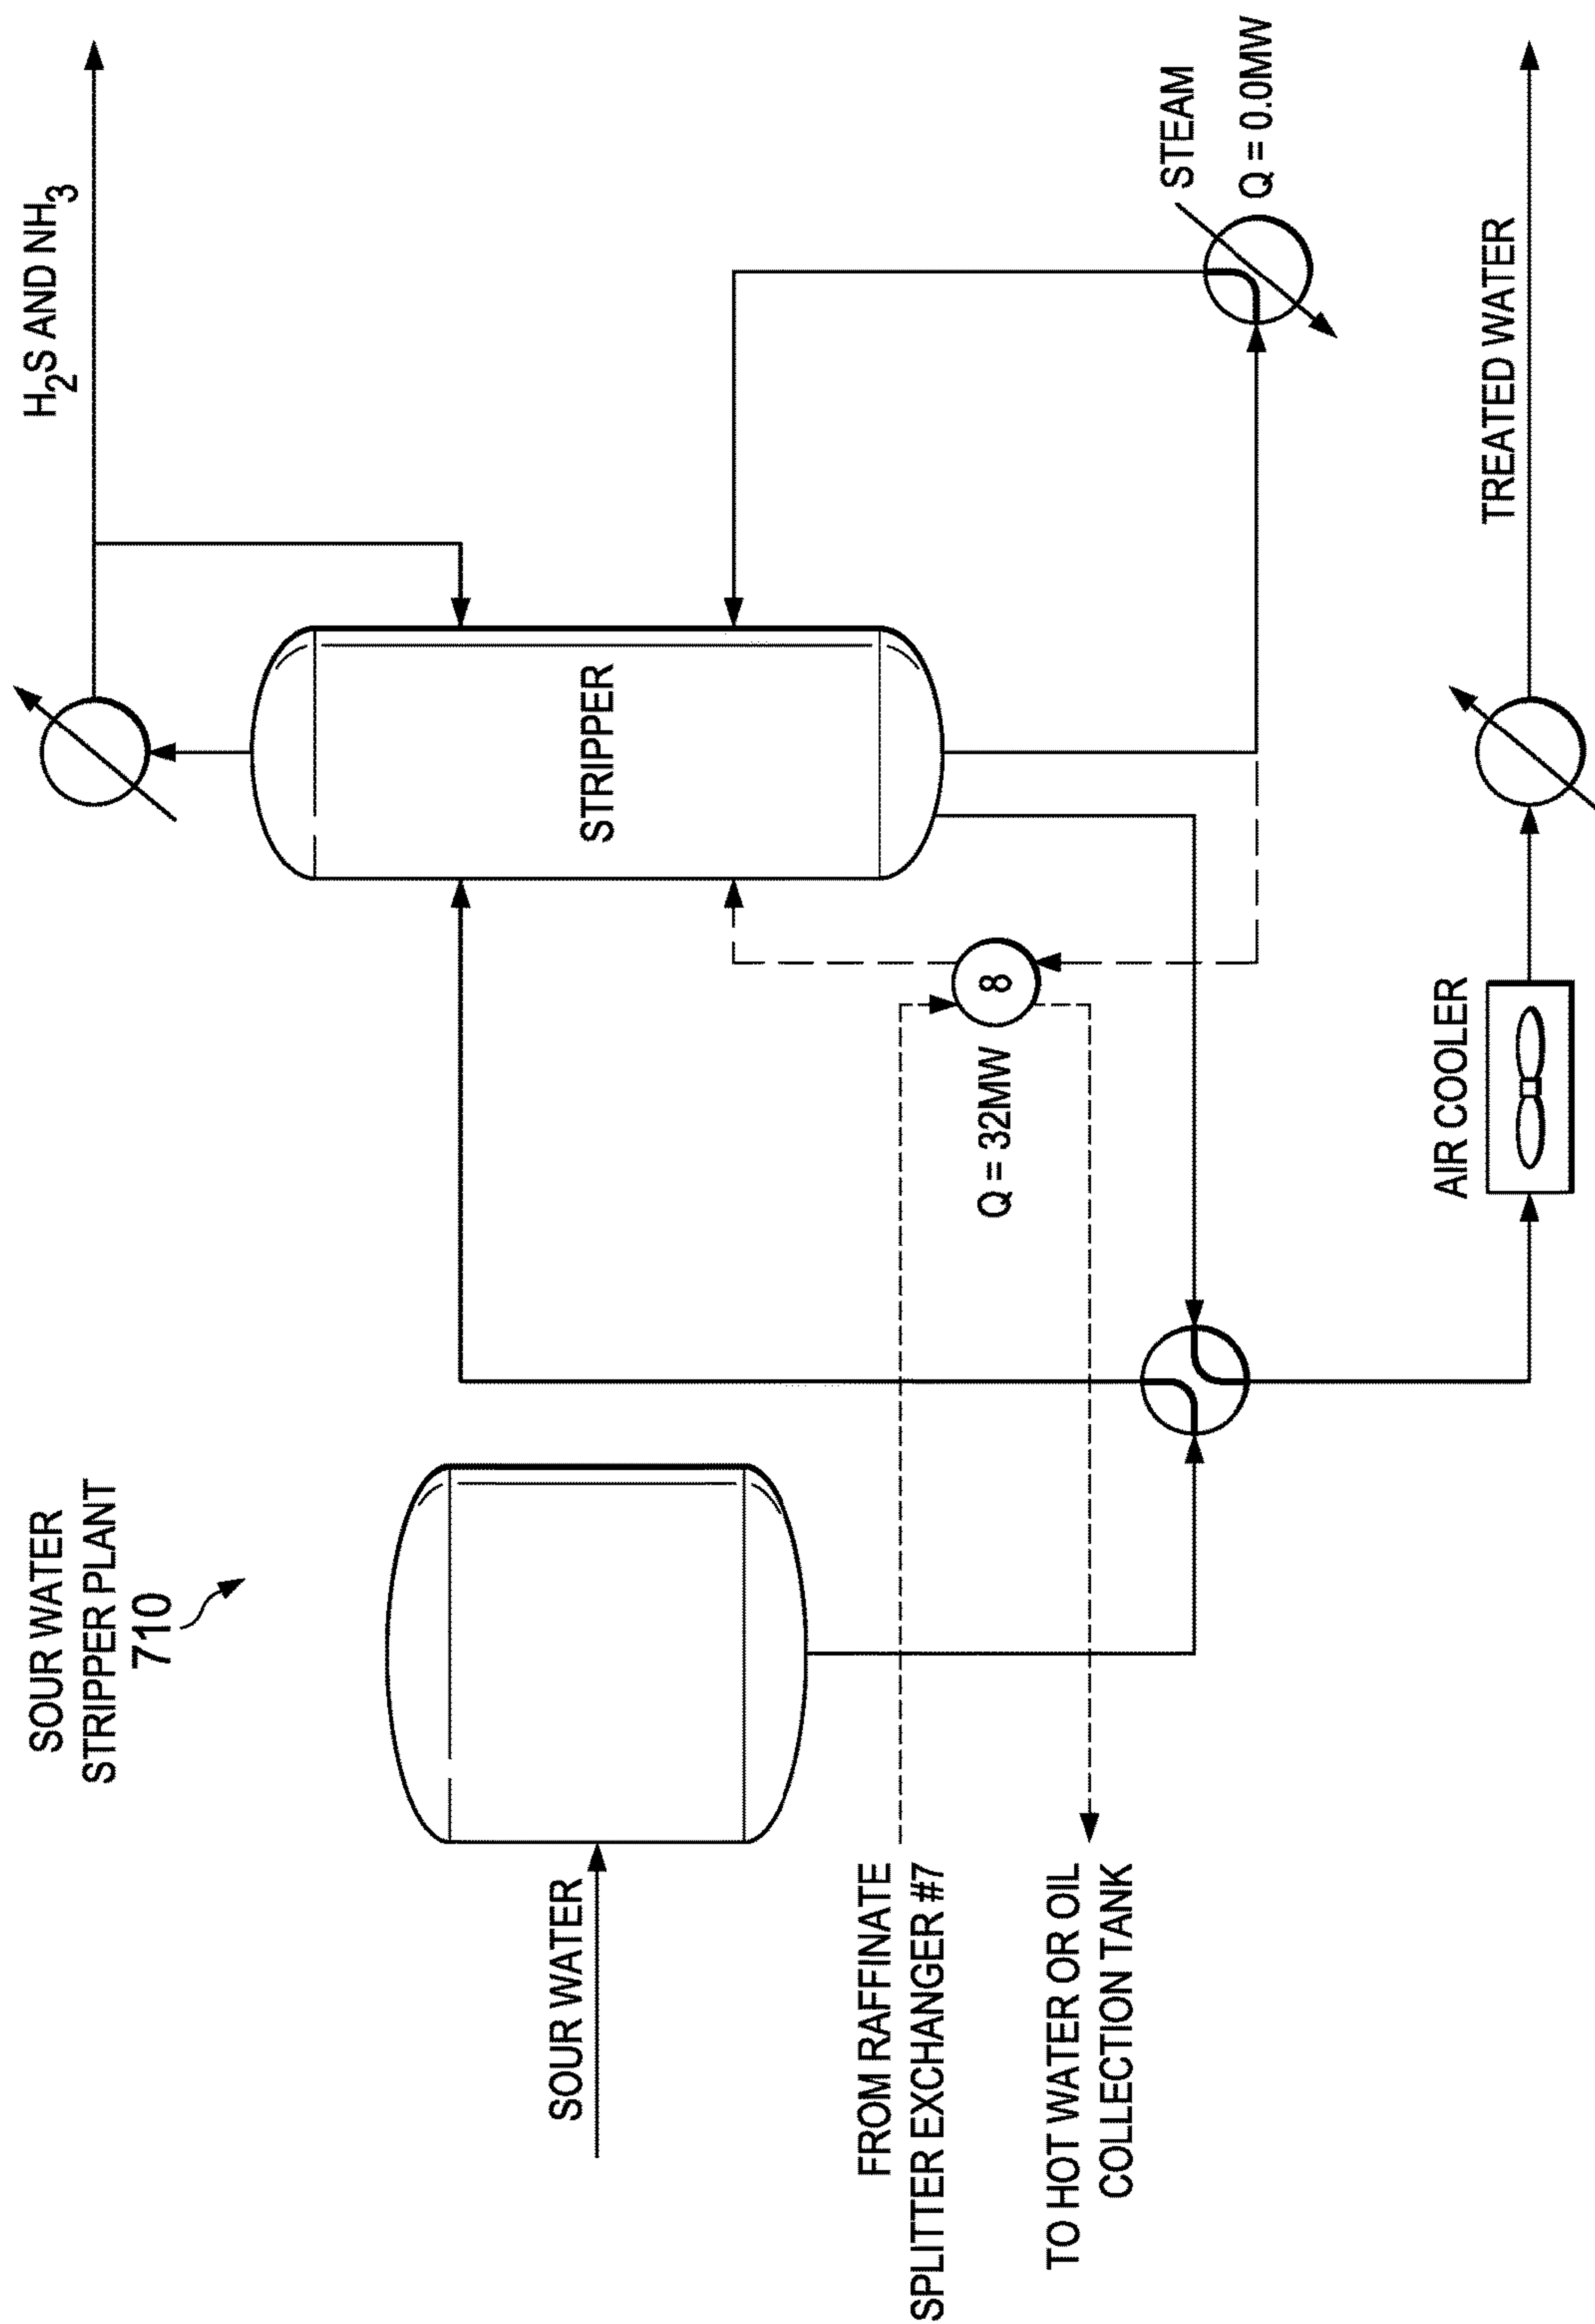 SOUR WATER
STRIPPER PLANT
710
H2S AND NH3
SOUR WATER
STRIPPER
STEAM
Q = 0.0MW
FROM RAFFINATE
SPLITTER EXCHANGER #7
8
Q = 32MW
TO HOT WATER OR OIL
COLLECTION TANK
AIR COOLER
TREATED WATER